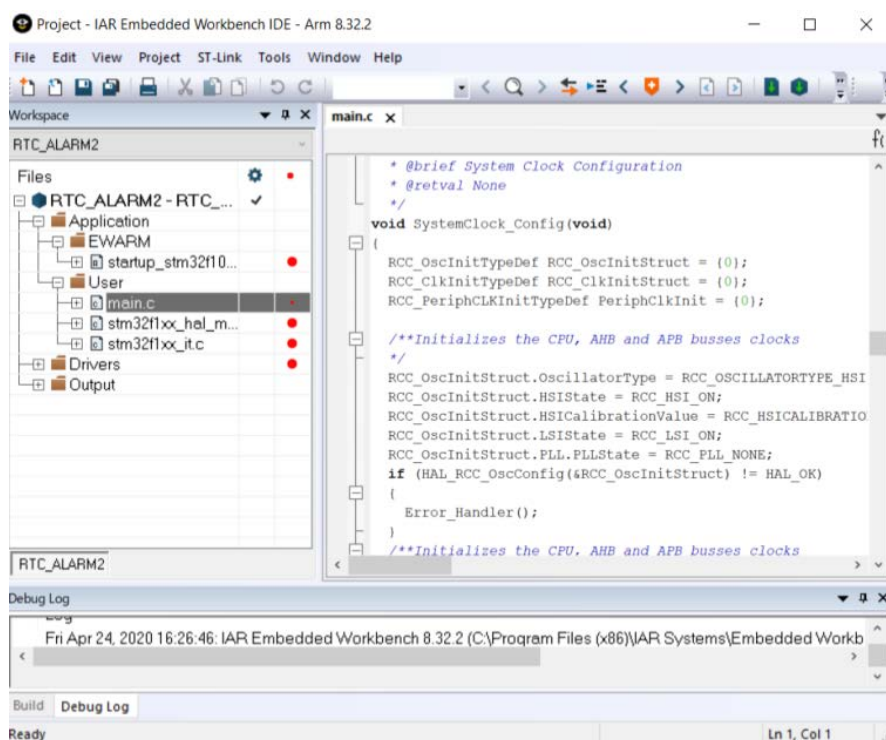 Project - IAR Embedded Workbench IDE - Arm 8.32.2
File Edit View Project ST-Link Tools Window Help
Workspace
RTC_ALARM2
Files
RTC_ALARM2 - RTC_...
Application
EWARM
startup_stm32f10...
User
main.c
stm32f1xx_hal_m...
stm32f1xx_it.c
Drivers
Output
RTC_ALARM2
main.c
f(
* @brief System Clock Configuration
* @retval None
*/
void SystemClock_Config(void)
{
RCC_OscInitTypeDef RCC_OscInitStruct = {0};
RCC_ClkInitTypeDef RCC_ClkInitStruct = {0};
RCC_PeriphCLKInitTypeDef PeriphClkInit = {0};
/**Initializes the CPU, AHB and APB busses clocks
*/
RCC_OscInitStruct.OscillatorType = RCC_OSCILLATORTYPE_HSI
RCC_OscInitStruct.HSIState = RCC_HSI_ON;
RCC_OscInitStruct.HSICalibrationValue = RCC_HSICALIBRATIO
RCC_OscInitStruct.LSIState = RCC_LSI_ON;
RCC_OscInitStruct.PLL.PLLState = RCC_PLL_NONE;
if (HAL_RCC_OscConfig(&RCC_OscInitStruct) != HAL_OK)
{
Error_Handler();
}
/**Initializes the CPU, AHB and APB busses clocks
Debug Log
Log
Fri Apr 24, 2020 16:26:46: IAR Embedded Workbench 8.32.2 (C:\Program Files (x86)\IAR Systems\Embedded Workb
Build Debug Log
Ready
Ln 1, Col 1